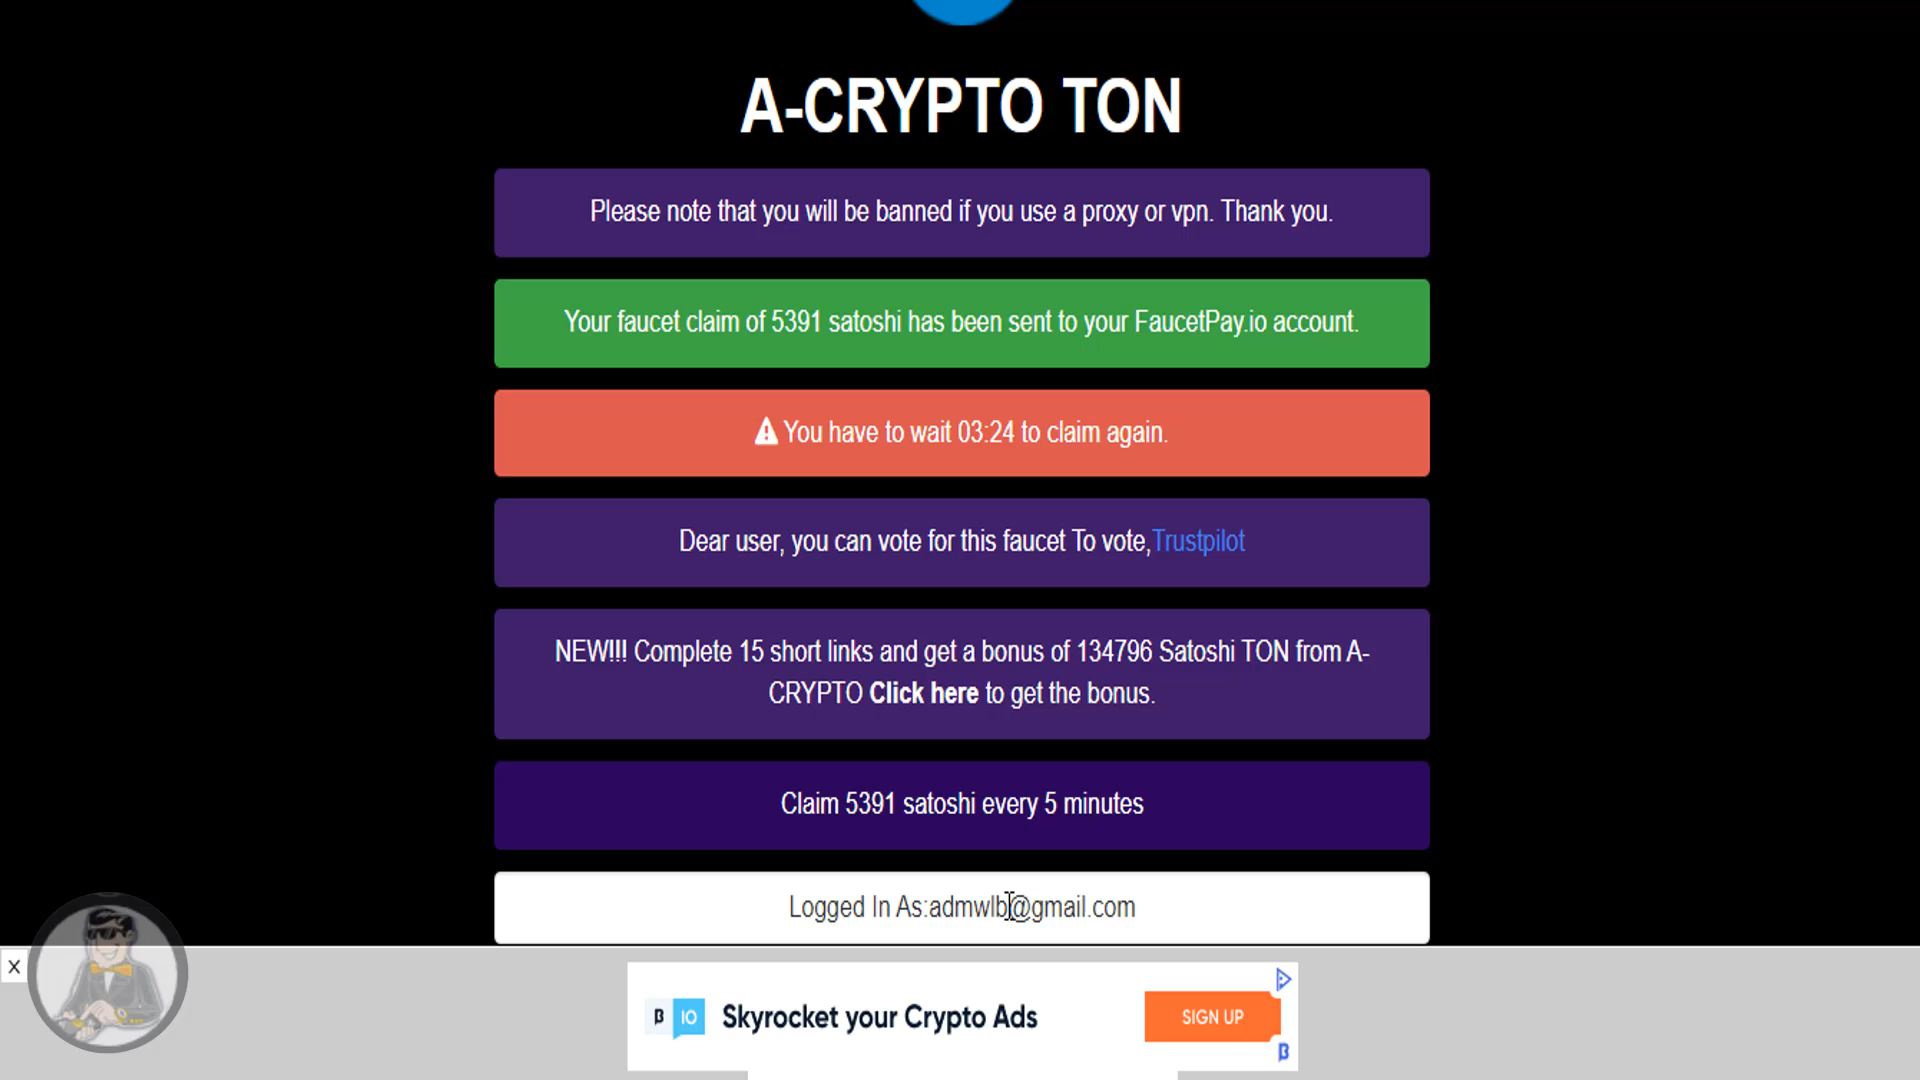 A-CRYPTO TON
Please note that you will be banned if you use a proxy or vpn. Thank you.
Your faucet claim of 5391 satoshi has been sent to your FaucetPay.io account.
You have to wait 03:24 to claim again.
Dear user, you can vote for this faucet To vote,Trustpilot
NEW!!! Complete 15 short links and get a bonus of 134796 Satoshi TON from A-
CRYPTO Click here to get the bonus.
Claim 5391 satoshi every 5 minutes
Logged In As:admwlb@gmail.com
X
B IO Skyrocket your Crypto Ads SIGN UP